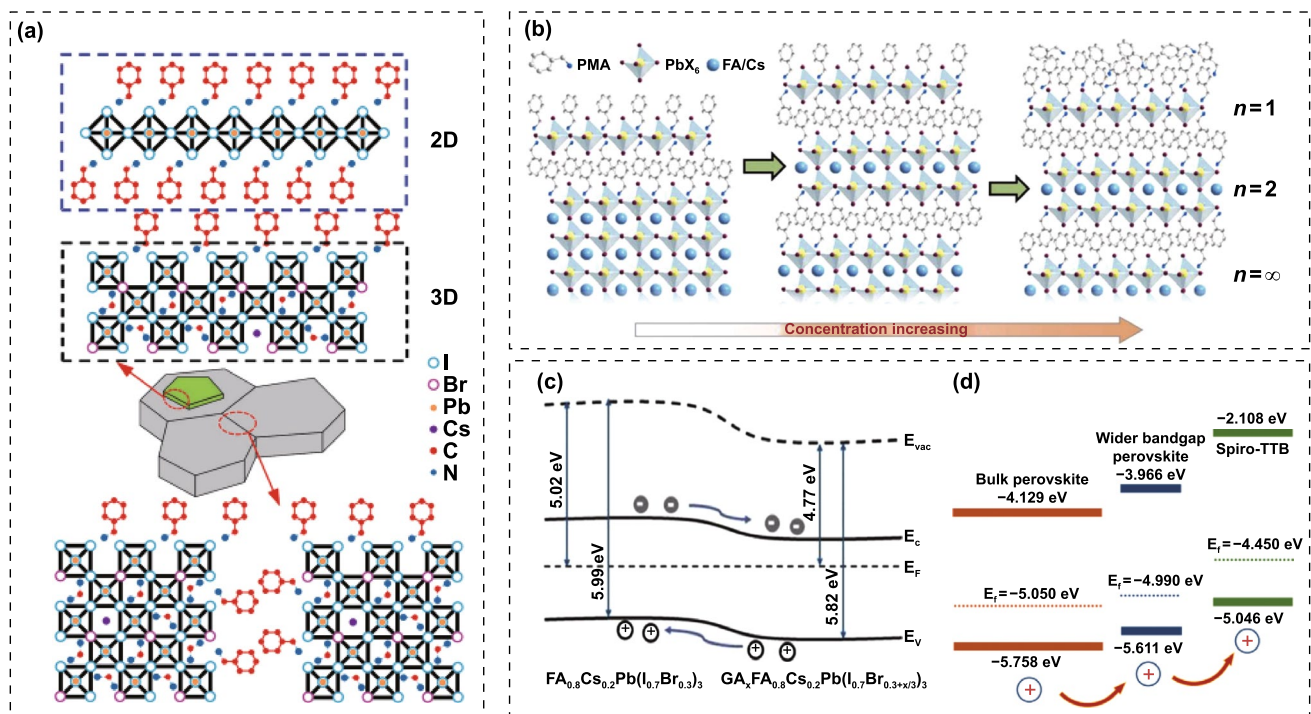 (a)
2D
3D
I
Br
Pb
Cs
C
N
(b)
PMA
PbX6
FA/Cs
n=1
n=2
n=∞
Concentration increasing
(c)
Evac
5.02 eV
5.99 eV
4.77 eV
5.82 eV
Ec
EF
EV
FA0.8Cs0.2Pb(I0.7Br0.3)3
GAxFA0.8Cs0.2Pb(I0.7Br0.3+x/3)3
(d)
Bulk perovskite
−4.129 eV
Ef=−5.050 eV
−5.758 eV
Wider bandgap
perovskite
−3.966 eV
Ef=−4.990 eV
−5.611 eV
−2.108 eV
Spiro-TTB
Ef=−4.450 eV
−5.046 eV